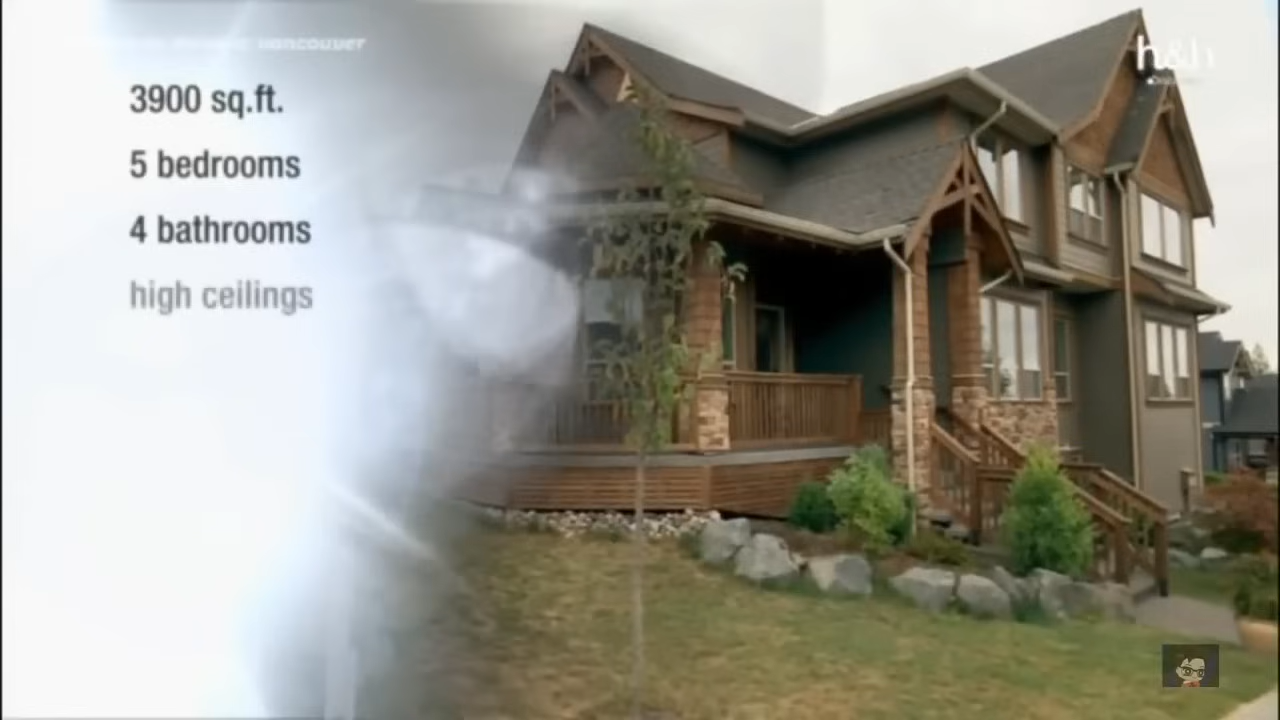 vancouver
h&h
3900 sq.ft.
5 bedrooms
4 bathrooms
high ceilings